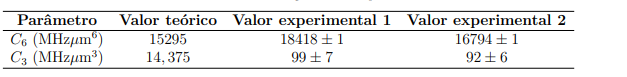 Parâmetro Valor teórico Valor experimental 1 Valor experimental 2
C₆ (MHzμm⁶) 15295 18418 ± 1 16794 ± 1
C₃ (MHzμm³) 14,375 99 ± 7 92 ± 6